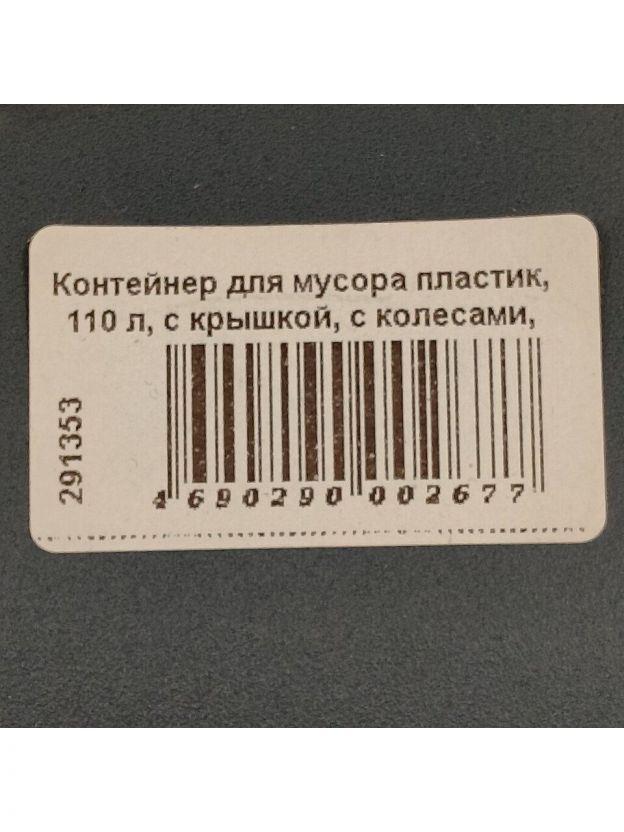 Контейнер для мусора пластик,
110 л, с крышкой, с колесами,
291353
4 690290 002677